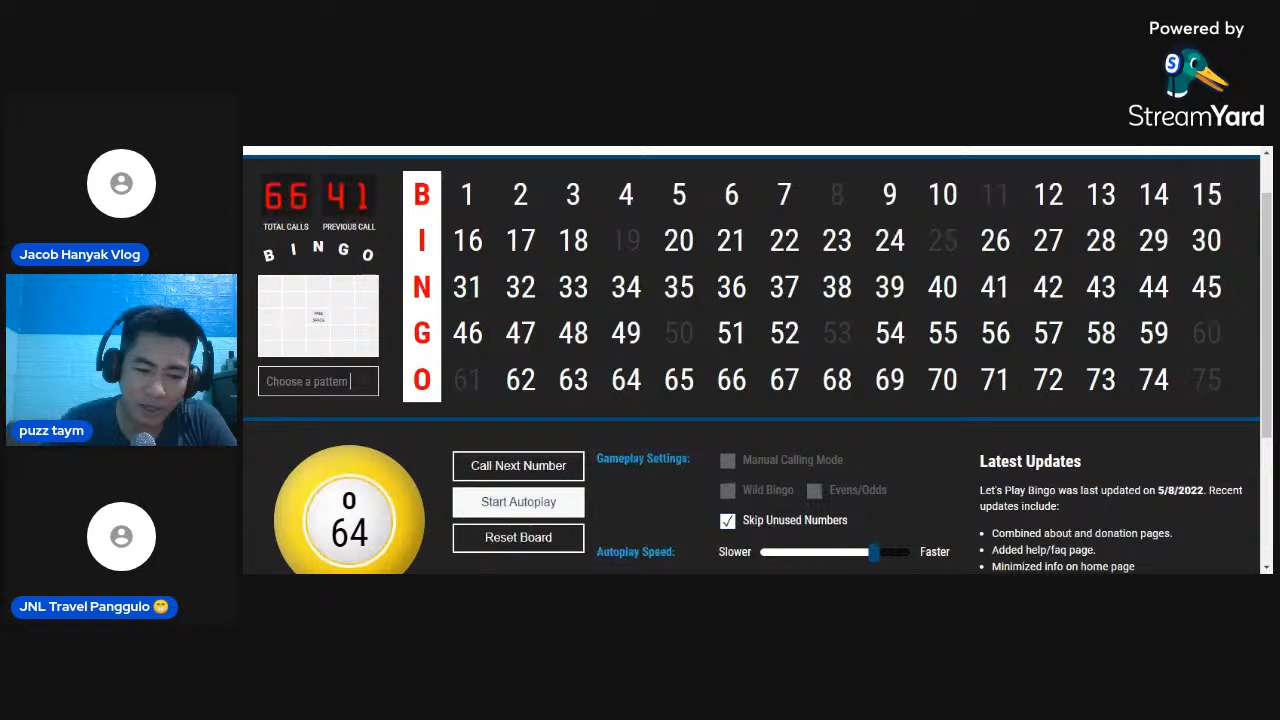 Powered by
S
StreamYard
Jacob Hanyak Vlog
puzz taym
JNL Travel Panggulo 😁
66 41
TOTAL CALLS PREVIOUS CALL
B I N G O
FREE
SPACE
Choose a pattern
B 1 2 3 4 5 6 7 8 9 10 11 12 13 14 15
I 16 17 18 19 20 21 22 23 24 25 26 27 28 29 30
N 31 32 33 34 35 36 37 38 39 40 41 42 43 44 45
G 46 47 48 49 50 51 52 53 54 55 56 57 58 59 60
O 61 62 63 64 65 66 67 68 69 70 71 72 73 74 75
O
64
Call Next Number
Start Autoplay
Reset Board
Gameplay Settings:
Manual Calling Mode
Wild Bingo Evens/Odds
Skip Unused Numbers
Autoplay Speed: Slower Faster
Latest Updates
Let's Play Bingo was last updated on 5/8/2022. Recent
updates include:
• Combined about and donation pages.
• Added help/faq page.
• Minimized info on home page